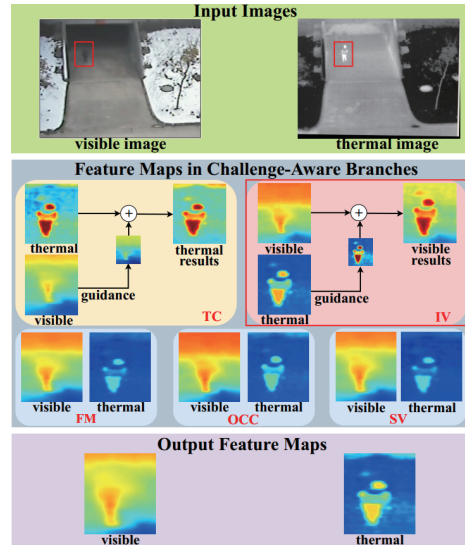 Input Images
visible image
thermal image
Feature Maps in Challenge-Aware Branches
thermal
thermal
results
guidance
visible
TC
visible
visible
results
guidance
thermal
IV
visible
thermal
FM
visible
thermal
OCC
visible
thermal
SV
Output Feature Maps
visible
thermal